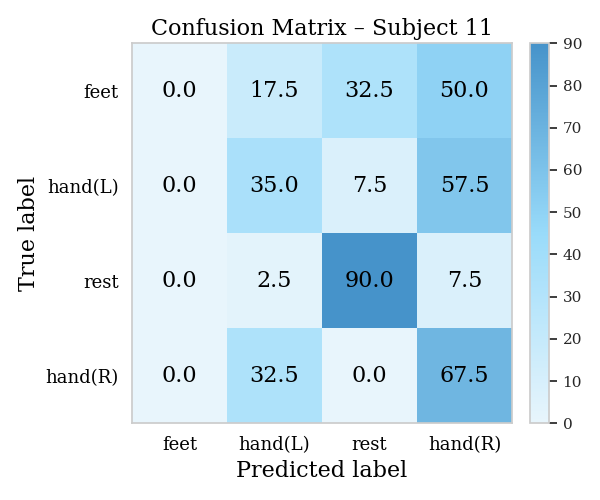 Confusion Matrix – Subject 11
feet 0.0 17.5 32.5 50.0
hand(L) 0.0 35.0 7.5 57.5
rest 0.0 2.5 90.0 7.5
hand(R) 0.0 32.5 0.0 67.5
feet hand(L) rest hand(R)
Predicted label
True label
90
80
70
60
50
40
30
20
10
0